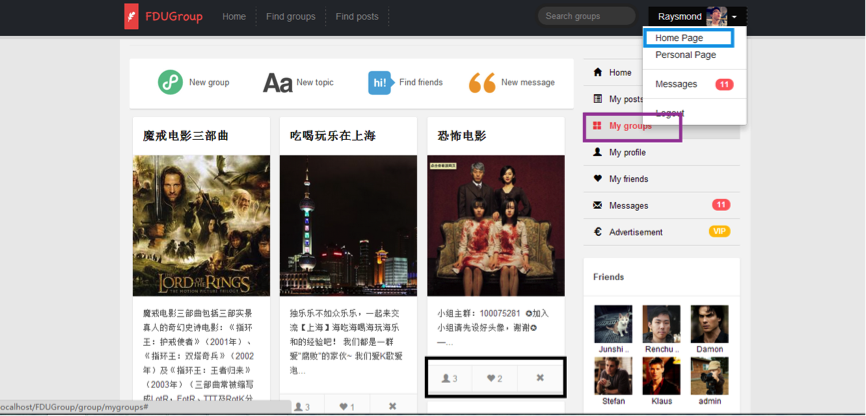 FDUGroup
Home
Find groups
Find posts
Search groups
Raysmond
Home Page
Personal Page
Messages 11
Logout
New group
Aa New topic
hi! Find friends
New message
Home
My posts
My groups
My profile
My friends
Messages 11
Advertisement VIP
Friends
Junshi ..
Renchu ..
Damon
Stefan
Klaus
admin
魔戒电影三部曲
THE LORD OF THE RINGS
THE MOTION PICTURE TRILOGY
魔戒电影三部曲包括三部实景
真人的奇幻史诗电影：《指环
王：护戒使者》（2001年）、
《指环王：双塔奇兵》（2002
年）及《指环王：王者归来》
（2003年）（三部曲常被缩写
成LotR，FotR，TTT及RotK分
吃喝玩乐在上海
独乐乐不如众乐乐，一起来交
流【上海】海吃海喝海玩海乐
和的经验吧！ 我们都是一群
爱“腐败”的家伙~ 我们爱K歌爱
泡...
3
1
恐怖电影
小组主群：100075281 ✪加入
小组请先设好头像，谢谢✪
—...
3
2
ocalhost/FDUGroup/group/mygroups#